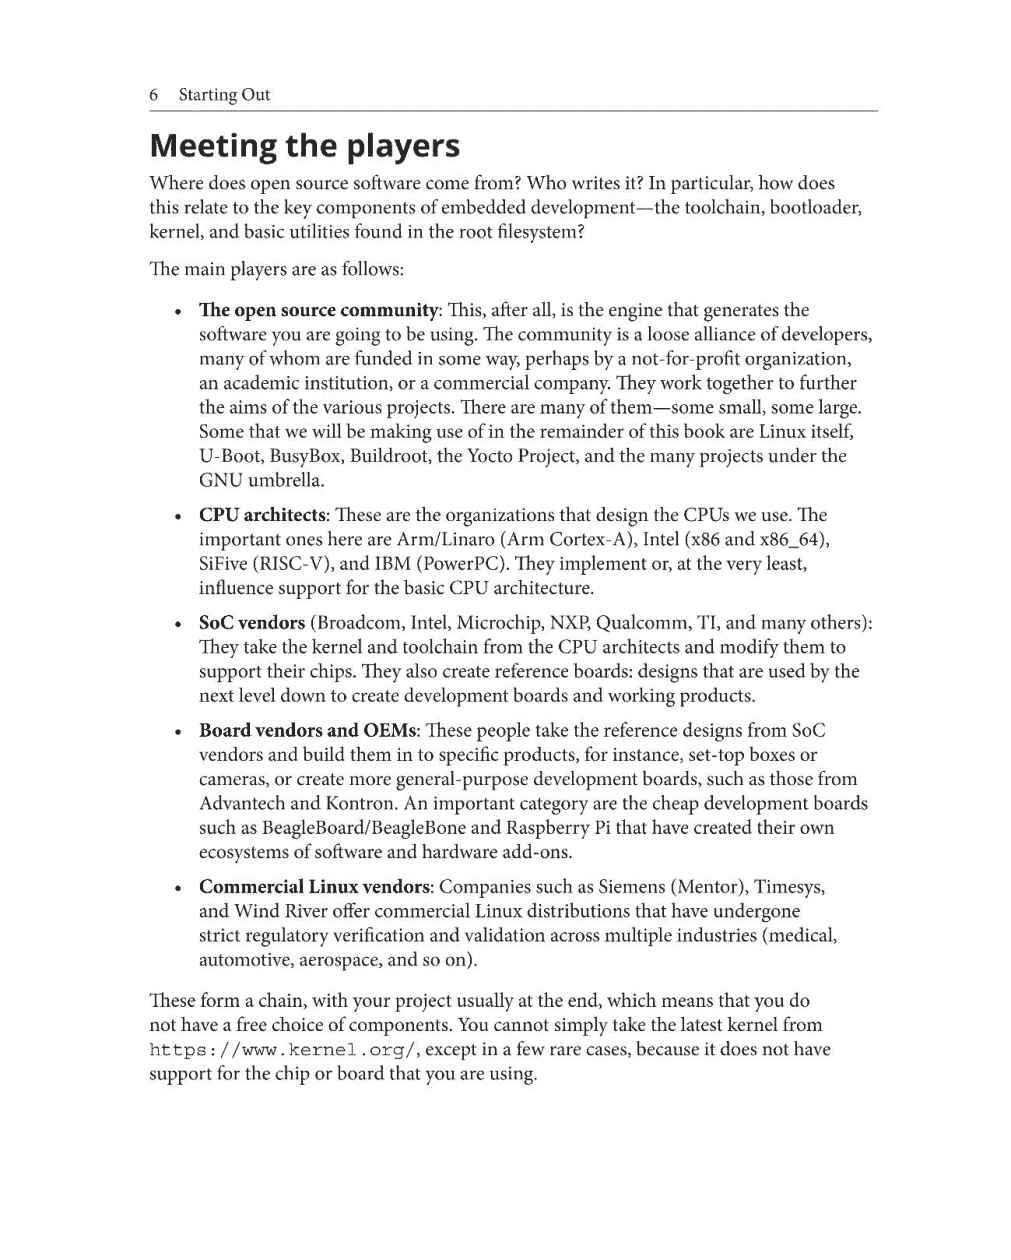 6 Starting Out
Meeting the players
Where does open source software come from? Who writes it? In particular, how does
this relate to the key components of embedded development—the toolchain, bootloader,
kernel, and basic utilities found in the root filesystem?
The main players are as follows:
• The open source community: This, after all, is the engine that generates the
software you are going to be using. The community is a loose alliance of developers,
many of whom are funded in some way, perhaps by a not-for-profit organization,
an academic institution, or a commercial company. They work together to further
the aims of the various projects. There are many of them—some small, some large.
Some that we will be making use of in the remainder of this book are Linux itself,
U-Boot, BusyBox, Buildroot, the Yocto Project, and the many projects under the
GNU umbrella.
• CPU architects: These are the organizations that design the CPUs we use. The
important ones here are Arm/Linaro (Arm Cortex-A), Intel (x86 and x86_64),
SiFive (RISC-V), and IBM (PowerPC). They implement or, at the very least,
influence support for the basic CPU architecture.
• SoC vendors (Broadcom, Intel, Microchip, NXP, Qualcomm, TI, and many others):
They take the kernel and toolchain from the CPU architects and modify them to
support their chips. They also create reference boards: designs that are used by the
next level down to create development boards and working products.
• Board vendors and OEMs: These people take the reference designs from SoC
vendors and build them in to specific products, for instance, set-top boxes or
cameras, or create more general-purpose development boards, such as those from
Advantech and Kontron. An important category are the cheap development boards
such as BeagleBoard/BeagleBone and Raspberry Pi that have created their own
ecosystems of software and hardware add-ons.
• Commercial Linux vendors: Companies such as Siemens (Mentor), Timesys,
and Wind River offer commercial Linux distributions that have undergone
strict regulatory verification and validation across multiple industries (medical,
automotive, aerospace, and so on).
These form a chain, with your project usually at the end, which means that you do
not have a free choice of components. You cannot simply take the latest kernel from
https://www.kernel.org/, except in a few rare cases, because it does not have
support for the chip or board that you are using.